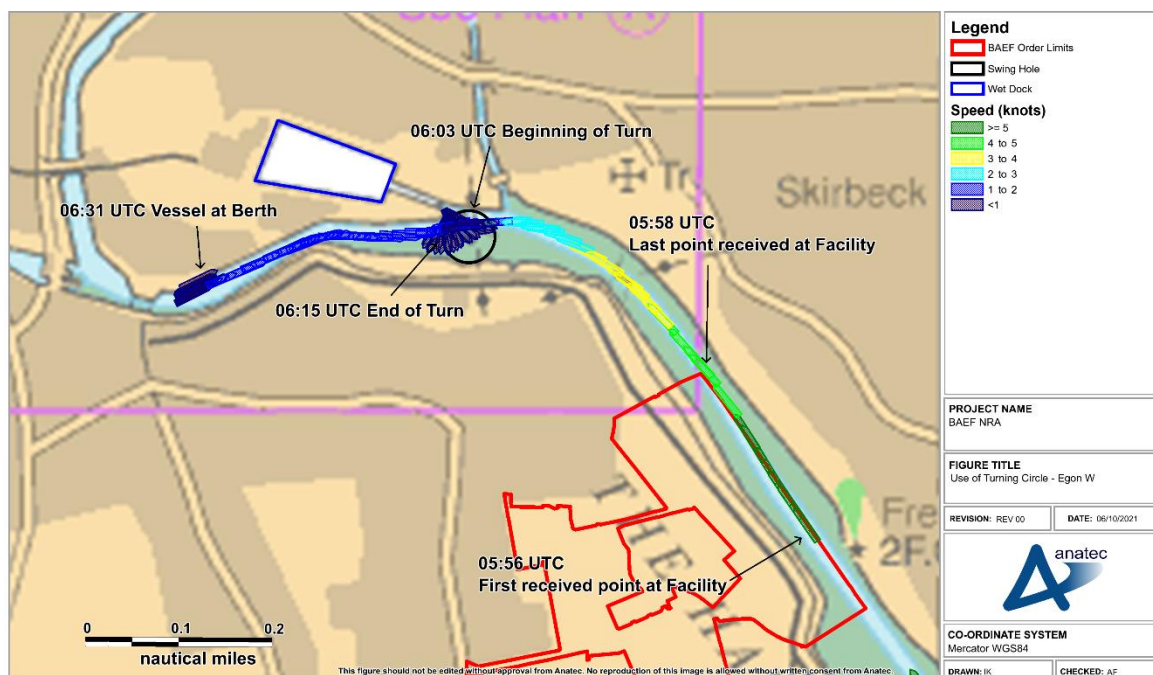 06:03 UTC Beginning of Turn
06:31 UTC Vessel at Berth
Skirbeck
05:58 UTC
Last point received at Facility
06:15 UTC End of Turn
Fre
05:56 UTC
First received point at Facility
0 0.1 0.2
nautical miles
This figure should not be edited without approval from Anatec. No reproduction of this image is allowed without written consent from Anatec.
Legend
BAEF Order Limits
Swing Hole
Wet Dock
Speed (knots)
>= 5
4 to 5
3 to 4
2 to 3
1 to 2
<1
PROJECT NAME
BAEF NRA
FIGURE TITLE
Use of Turning Circle - Egon W
REVISION: REV 00 DATE: 06/10/2021
anatec
CO-ORDINATE SYSTEM
Mercator WGS84
DRAWN: IK CHECKED: AF